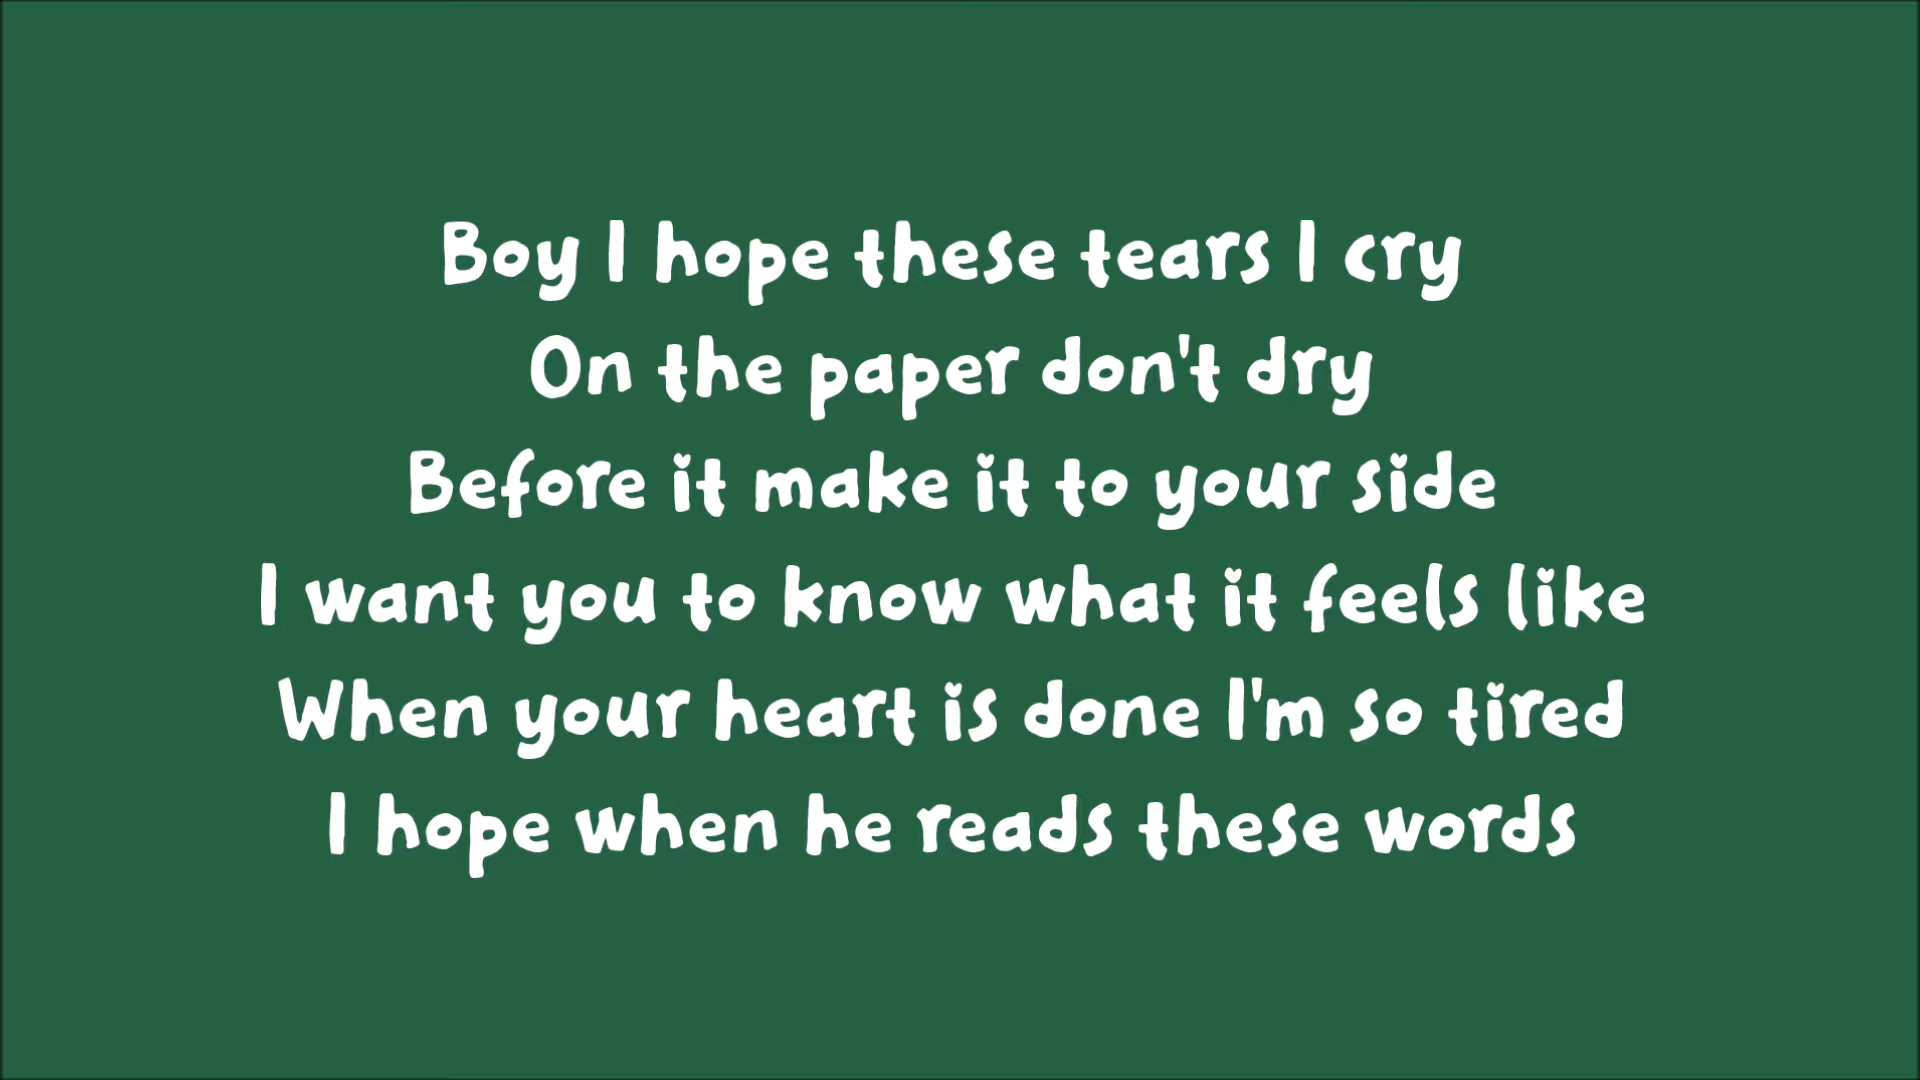 Boy I hope these tears I cry
On the paper don't dry
Before it make it to your side
I want you to know what it feels like
When your heart is done I'm so tired
I hope when he reads these words